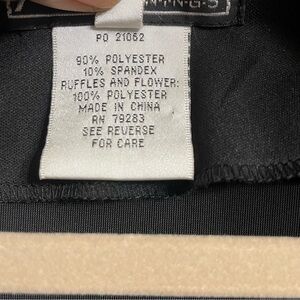 N·I·N·G·S
PO 21052
90% POLYESTER
10% SPANDEX
RUFFLES AND FLOWER:
100% POLYESTER
MADE IN CHINA
RN 79283
SEE REVERSE
FOR CARE